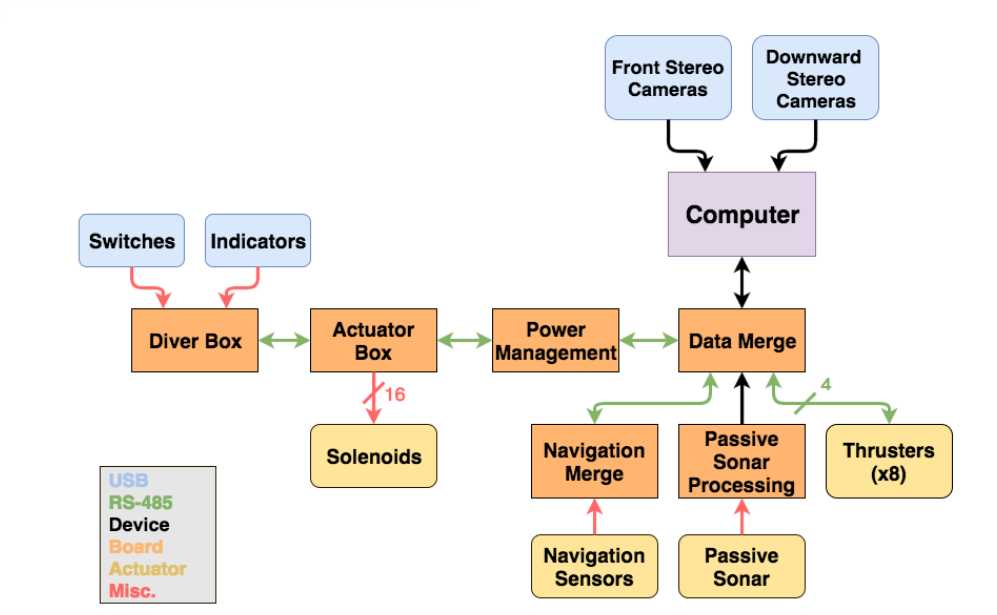 Front Stereo
Cameras
Downward
Stereo
Cameras
Computer
Switches
Indicators
Diver Box
Actuator
Box
Power
Management
Data Merge
16
4
Solenoids
Navigation
Merge
Passive
Sonar
Processing
Thrusters
(x8)
Navigation
Sensors
Passive
Sonar
USB
RS-485
Device
Board
Actuator
Misc.